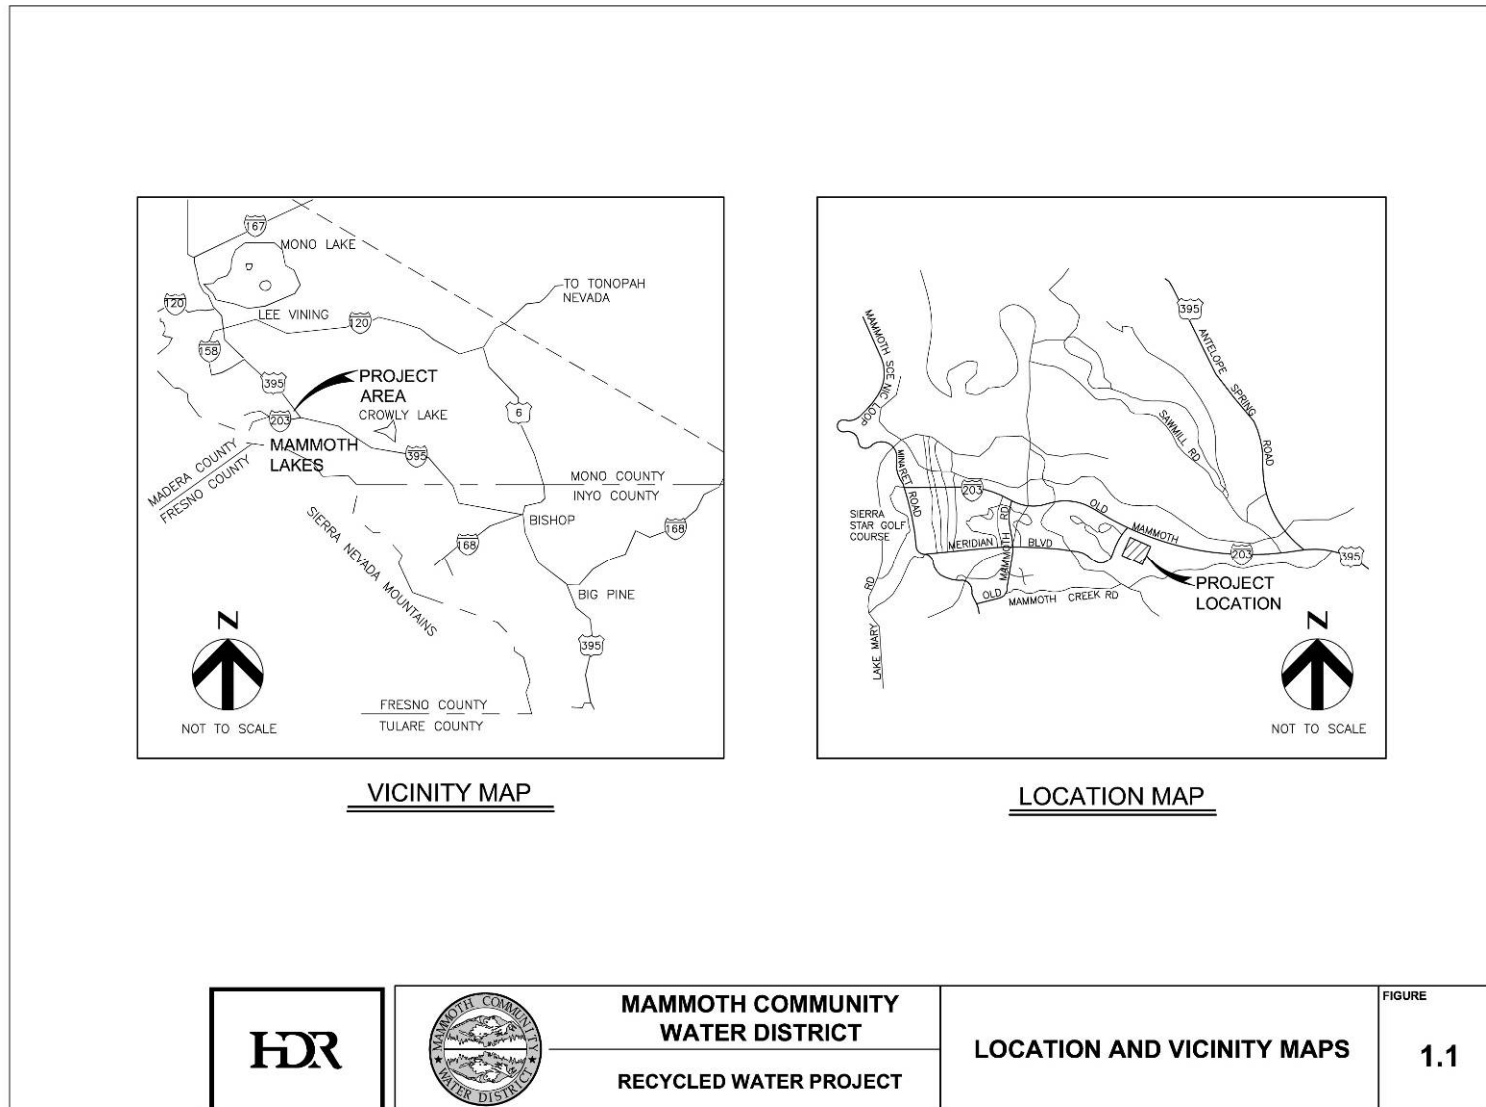 167
MONO LAKE
TO TONOPAH
NEVADA
120
LEE VINING
120
158
395
PROJECT
AREA
CROWLY LAKE
6
203
MAMMOTH
LAKES
395
MADERA COUNTY
FRESNO COUNTY
MONO COUNTY
INYO COUNTY
SIERRA NEVADA MOUNTAINS
BISHOP
168
168
BIG PINE
395
N
NOT TO SCALE
FRESNO COUNTY
TULARE COUNTY
VICINITY MAP
395
MAMMOTH SCE NIC LOOP
ANTELOPE SPRING ROAD
SAWMILL RD
MINARET ROAD
203
SIERRA
STAR GOLF
COURSE
OLD MAMMOTH
MERIDIAN BLVD
MAMMOTH RD
203
395
PROJECT
LOCATION
OLD
MAMMOTH CREEK RD
LAKE MARY RD
N
NOT TO SCALE
LOCATION MAP
HDR
MAMMOTH COMMUNITY
WATER DISTRICT
MAMMOTH COMMUNITY
WATER DISTRICT
RECYCLED WATER PROJECT
LOCATION AND VICINITY MAPS
FIGURE
1.1